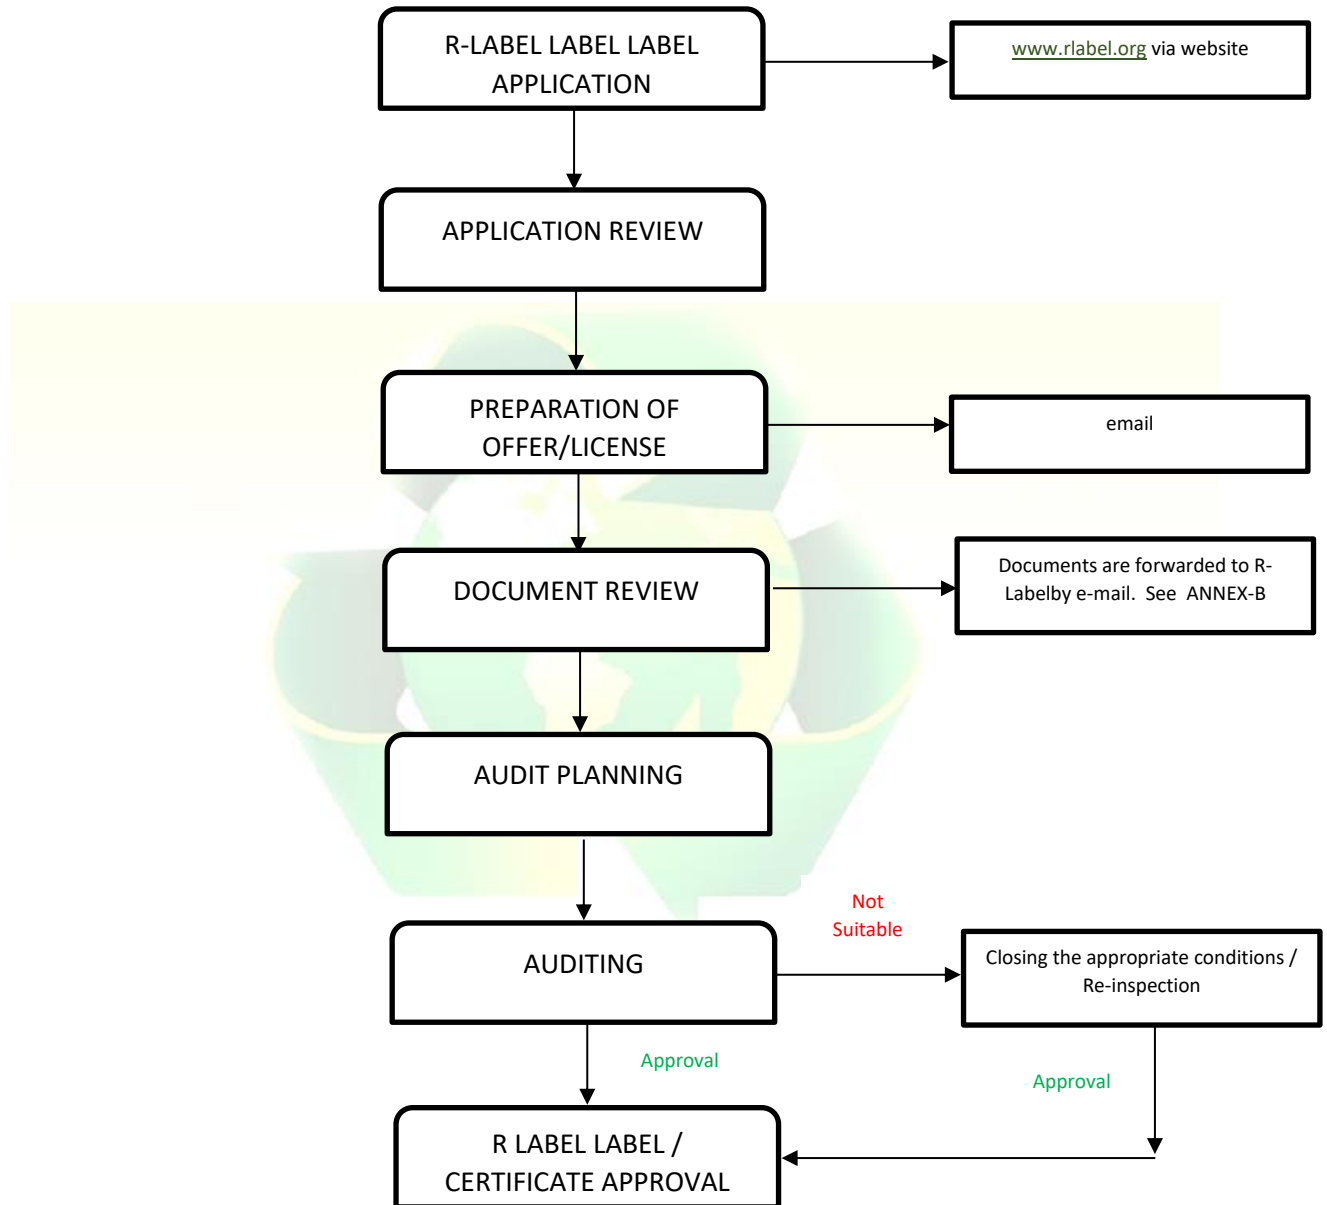 R-LABEL LABEL LABEL
APPLICATION
www.rlabel.org via website
APPLICATION REVIEW
PREPARATION OF
OFFER/LICENSE
email
DOCUMENT REVIEW
Documents are forwarded to R-
Labelby e-mail. See ANNEX-B
AUDIT PLANNING
AUDITING
Not
Suitable
Closing the appropriate conditions /
Re-inspection
Approval
Approval
R LABEL LABEL /
CERTIFICATE APPROVAL